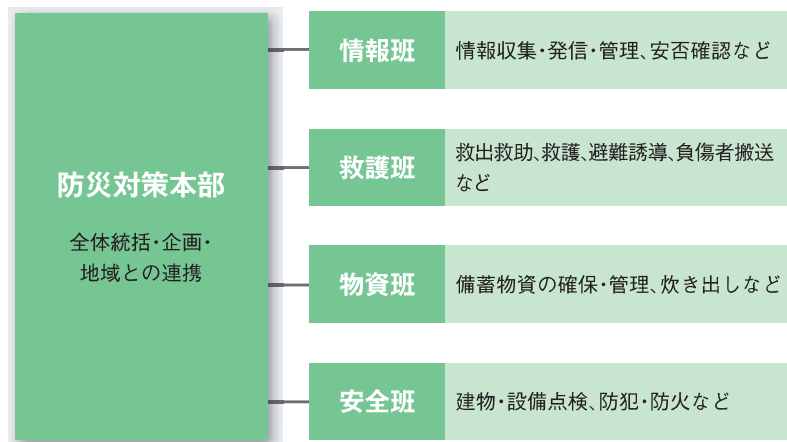 防災対策本部
全体統括・企画・
地域との連携
情報班
情報収集・発信・管理、安否確認など
救護班
救出救助、救護、避難誘導、負傷者搬送
など
物資班
備蓄物資の確保・管理、炊き出しなど
安全班
建物・設備点検、防犯・防火など